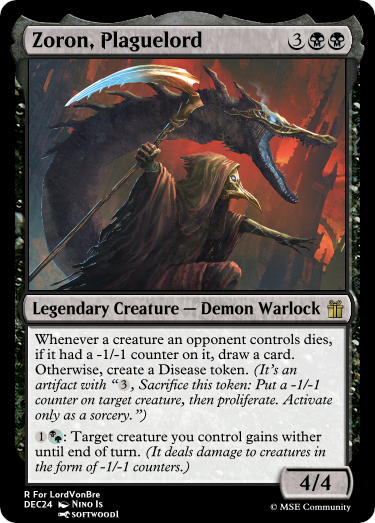 Zoron, Plaguelord 3
Legendary Creature — Demon Warlock
Whenever a creature an opponent controls dies,
if it had a -1/-1 counter on it, draw a card.
Otherwise, create a Disease token. (It's an
artifact with “3, Sacrifice this token: Put a -1/-1
counter on target creature, then proliferate. Activate
only as a sorcery.”)
1 : Target creature you control gains wither
until end of turn. (It deals damage to creatures in
the form of -1/-1 counters.)
4/4
R For LordVonBre
DEC24 Nino Is
softwood1
© MSE Community